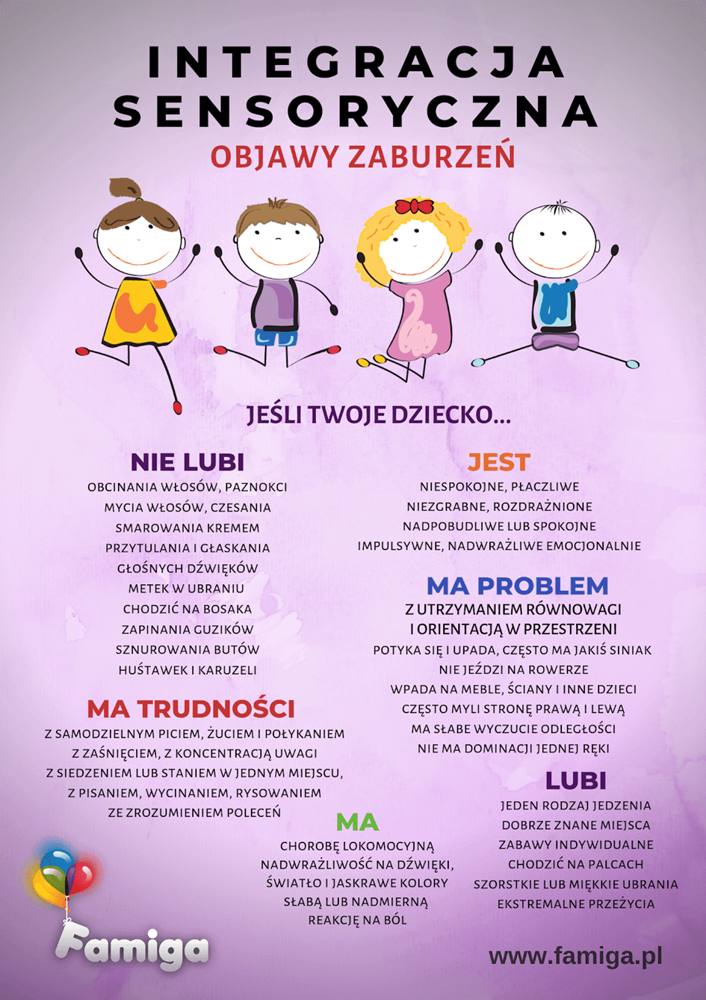 INTEGRACJA
SENSORYCZNA
OBJAWY ZABURZEŃ
JEŚLI TWOJE DZIECKO...
NIE LUBI
OBCINANIA WŁOSÓW, PAZNOKCI
MYCIA WŁOSÓW, CZESANIA
SMAROWANIA KREMEM
PRZYTULANIA I GŁASKANIA
GŁOŚNYCH DŹWIĘKÓW
METEK W UBRANIU
CHODZIĆ NA BOSAKA
ZAPINANIA GUZIKÓW
SZNUROWANIA BUTÓW
HUŚTAWEK I KARUZELI
JEST
NIESPOKOJNE, PŁACZLIWE
NIEZGRABNE, ROZDRAŻNIONE
NADPOBUDLIWE LUB SPOKOJNE
IMPULSYWNE, NADWRAŻLIWE EMOCJONALNIE
MA PROBLEM
Z UTRZYMANIEM RÓWNOWAGI
I ORIENTACJĄ W PRZESTRZENI
POTYKA SIĘ I UPADA, CZĘSTO MA JAKIŚ SINIAK
NIE JEŹDZI NA ROWERZE
WPADA NA MEBLE, ŚCIANY I INNE DZIECI
CZĘSTO MYLI STRONĘ PRAWĄ I LEWĄ
MA SŁABE WYCZUCIE ODLEGŁOŚCI
NIE MA DOMINACJI JEDNEJ RĘKI
MA TRUDNOŚCI
Z SAMODZIELNYM PICIEM, ŻUCIEM I POŁYKANIEM
Z ZAŚNIĘCIEM, Z KONCENTRACJĄ UWAGI
Z SIEDZENIEM LUB STANIEM W JEDNYM MIEJSCU,
Z PISANIEM, WYCINANIEM, RYSOWANIEM
ZE ZROZUMIENIEM POLECEŃ
MA
CHOROBĘ LOKOMOCYJNĄ
NADWRAŻLIWOŚĆ NA DŹWIĘKI,
ŚWIATŁO I JASKRAWE KOLORY
SŁABĄ LUB NADMIERNĄ
REAKCJĘ NA BÓL
LUBI
JEDEN RODZAJ JEDZENIA
DOBRZE ZNANE MIEJSCA
ZABAWY INDYWIDUALNE
CHODZIĆ NA PALCACH
SZORSTKIE LUB MIĘKKIE UBRANIA
EKSTREMALNE PRZEŻYCIA
Famiga
www.famiga.pl